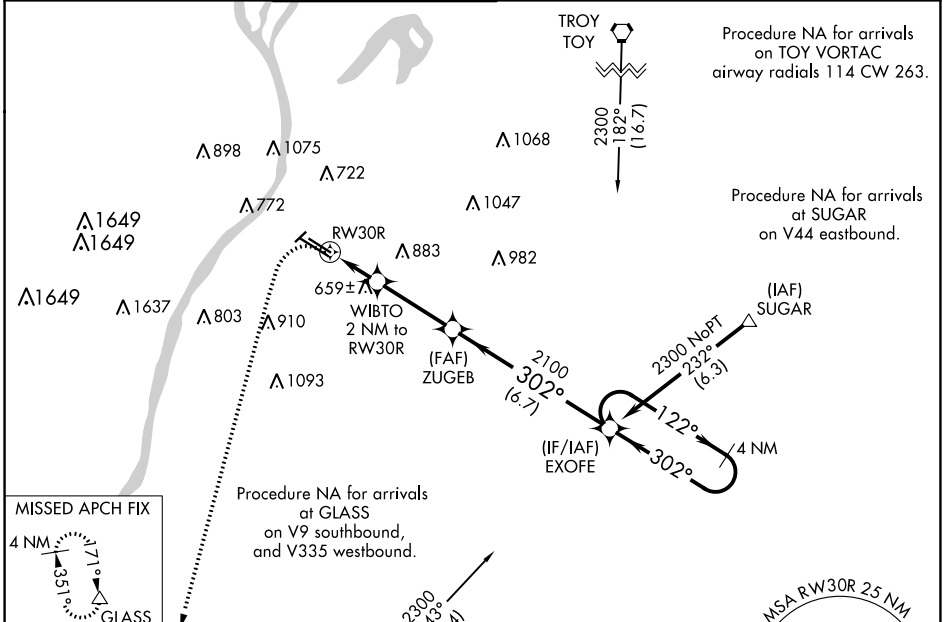 TROY
TOY
2300
182°
(16.7)
Procedure NA for arrivals
on TOY VORTAC
airway radials 114 CW 263.
898
1075
722
1068
772
1047
1649
1649
Procedure NA for arrivals
at SUGAR
on V44 eastbound.
RW30R
883
982
659±
1649
1637
803
910
WIBTO
2 NM to
RW30R
(IAF)
SUGAR
(FAF)
ZUGEB
2300 NoPT
232°
(6.3)
2100
302°
(6.7)
1093
122°
4 NM
302°
(IF/IAF)
EXOFE
Procedure NA for arrivals
at GLASS
on V9 southbound,
and V335 westbound.
MISSED APCH FIX
4 NM
171°
351°
GLASS
2300
MSA RW30R 25 NM